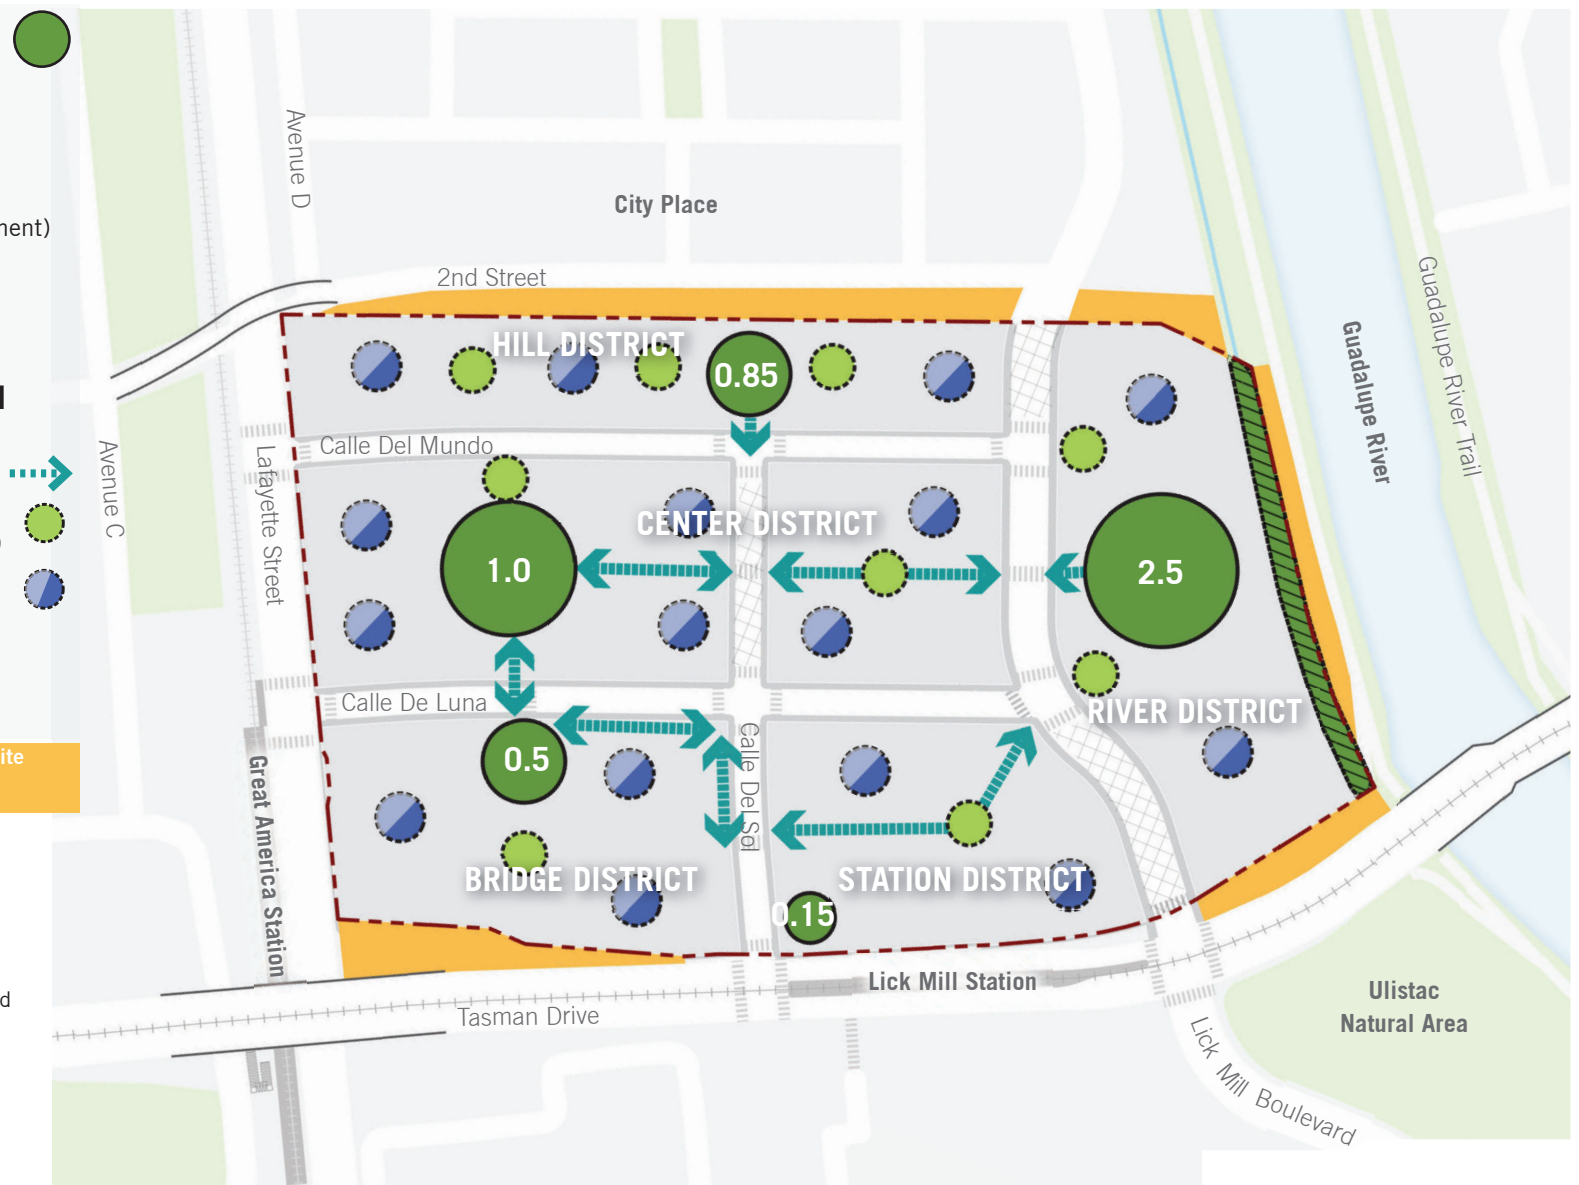 Avenue D
City Place
nent)
2nd Street
Guadalupe River Trail
Guadalupe River
HILL DISTRICT
0.85
Calle Del Mundo
Avenue C
Lafayette Street
CENTER DISTRICT
1.0
2.5
Calle De Luna
RIVER DISTRICT
0.5
Calle Del Sol
ite
Great America Station
BRIDGE DISTRICT
STATION DISTRICT
0.15
Lick Mill Station
d
Tasman Drive
Ulistac
Natural Area
Lick Mill Boulevard